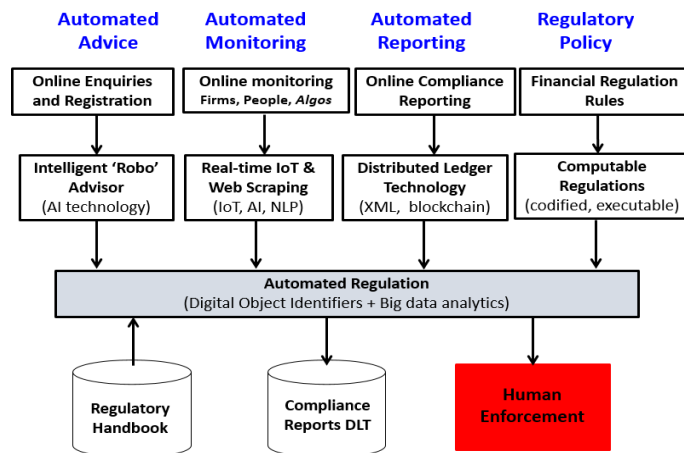 Automated
Advice
Automated
Monitoring
Automated
Reporting
Regulatory
Policy
Online Enquiries
and Registration
Online monitoring
Firms, People, Algos
Online Compliance
Reporting
Financial Regulation
Rules
Intelligent ‘Robo’
Advisor
(AI technology)
Real-time IoT &
Web Scraping
(IoT, AI, NLP)
Distributed Ledger
Technology
(XML, blockchain)
Computable
Regulations
(codified, executable)
Automated Regulation
(Digital Object Identifiers + Big data analytics)
Regulatory
Handbook
Compliance
Reports DLT
Human
Enforcement